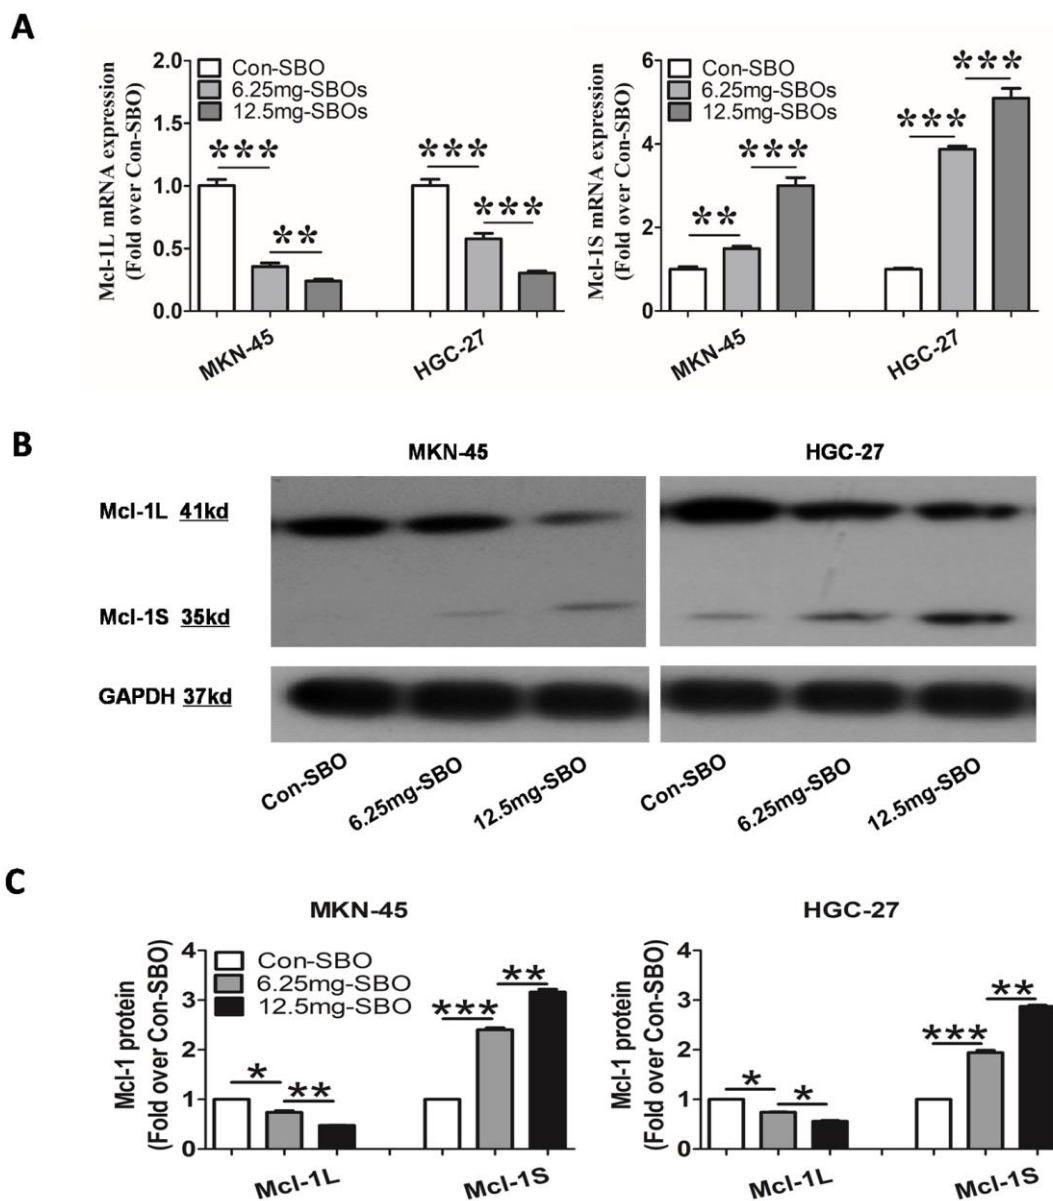 A
Mcl-1L mRNA expression
(Fold over Con-SBO)
2.0
1.5
1.0
0.5
0.0
Con-SBO
6.25mg-SBOs
12.5mg-SBOs
***
**
***
***
MKN-45
HGC-27
Mcl-1S mRNA expression
(Fold over Con-SBO)
6
4
2
0
Con-SBO
6.25mg-SBOs
12.5mg-SBOs
**
***
***
***
MKN-45
HGC-27
B
MKN-45
HGC-27
Mcl-1L 41kd
Mcl-1S 35kd
GAPDH 37kd
Con-SBO
6.25mg-SBO
12.5mg-SBO
Con-SBO
6.25mg-SBO
12.5mg-SBO
C
MKN-45
Mcl-1 protein
(Fold over Con-SBO)
4
3
2
1
0
Con-SBO
6.25mg-SBO
12.5mg-SBO
*
**
***
**
Mcl-1L
Mcl-1S
HGC-27
Mcl-1 protein
(Fold over Con-SBO)
4
3
2
1
0
*
*
***
**
Mcl-1L
Mcl-1S